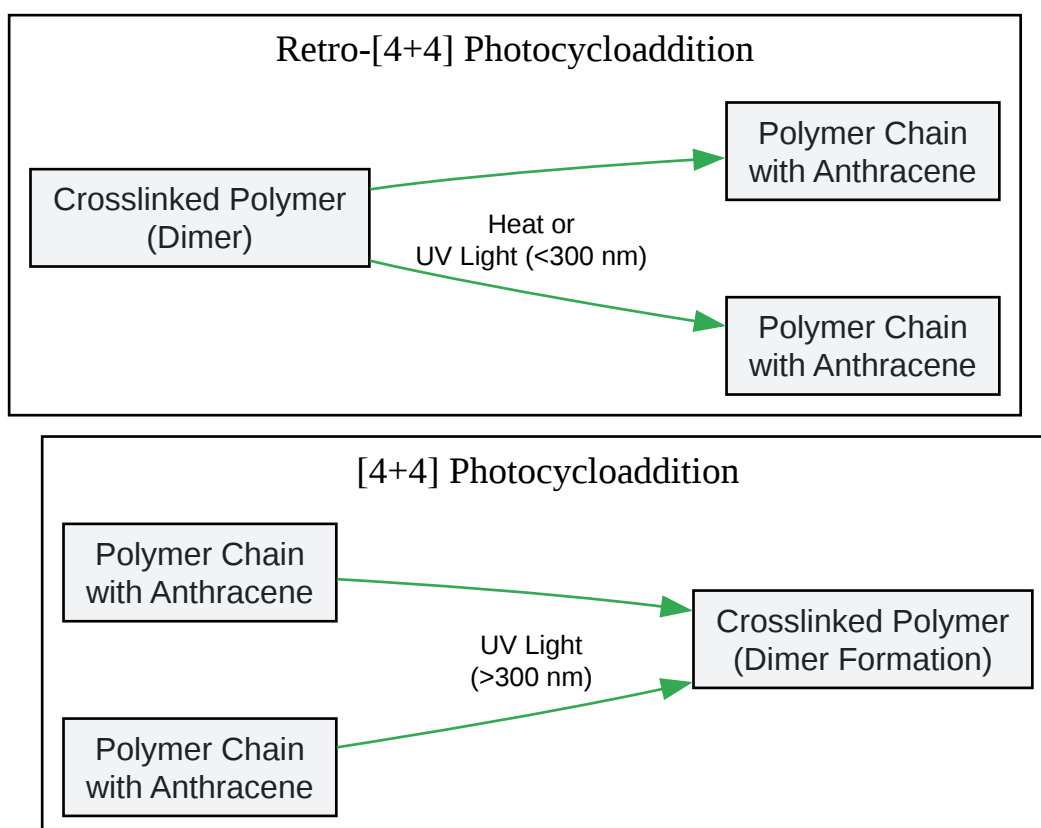 Retro-[4+4] Photocycloaddition
Polymer Chain
with Anthracene
Crosslinked Polymer
(Dimer)
Heat or
UV Light (<300 nm)
Polymer Chain
with Anthracene
[4+4] Photocycloaddition
Polymer Chain
with Anthracene
Crosslinked Polymer
(Dimer Formation)
UV Light
(>300 nm)
Polymer Chain
with Anthracene